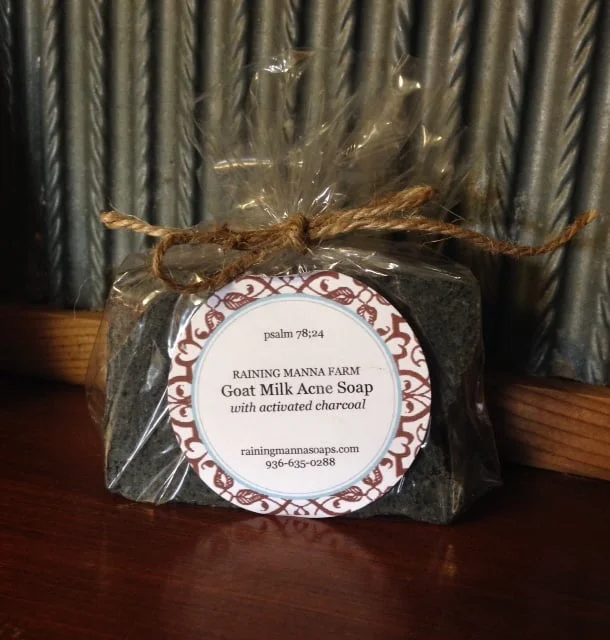 psalm 78;24
RAINING MANNA FARM
Goat Milk Acne Soap
with activated charcoal
rainingmannasoaps.com
936-635-0288